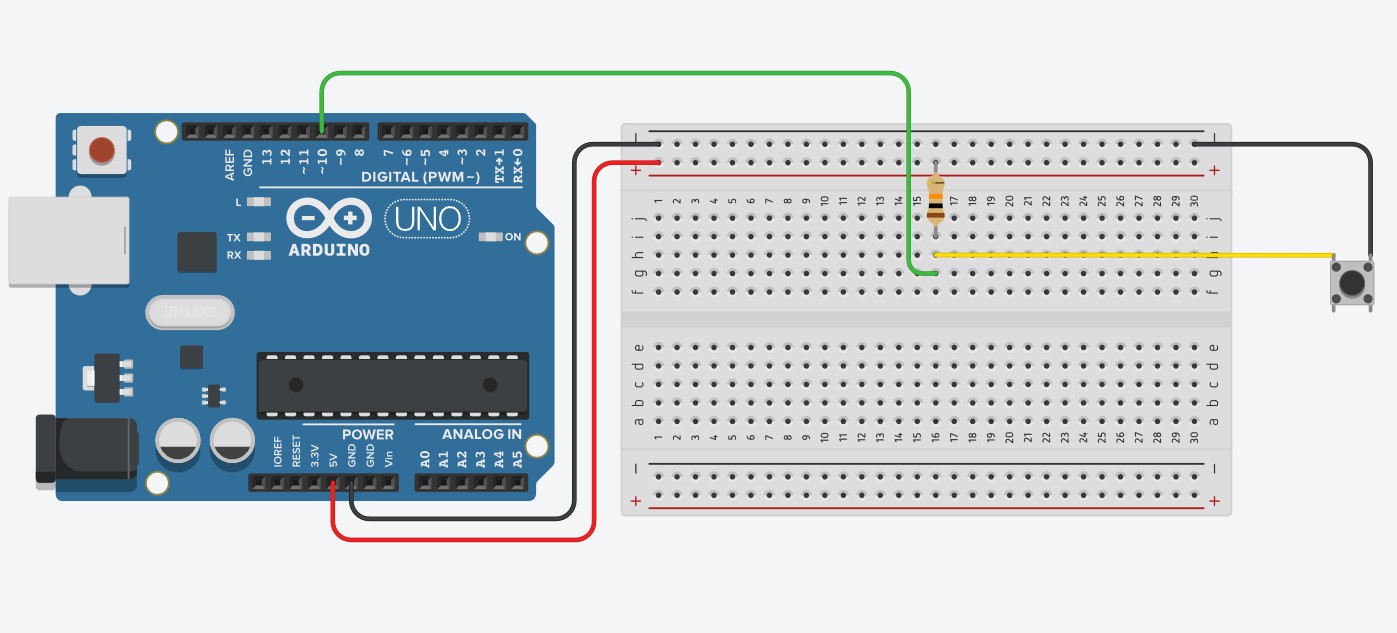 AREF
GND
13
12
~11
~10
~9
8
7
~6
~5
4
~3
2
TX→1
RX←0
DIGITAL (PWM~)
L
TX
RX
UNO
ON
ARDUINO
SPK16.000G
POWER
ANALOG IN
IOREF
RESET
3.3V
5V
GND
GND
Vin
A0
A1
A2
A3
A4
A5
− −
+ +
1 2 3 4 5 6 7 8 9 10 11 12 13 14 15 16 17 18 19 20 21 22 23 24 25 26 27 28 29 30
j j
i i
h h
g g
f f
e e
d d
c c
b b
a a
1 2 3 4 5 6 7 8 9 10 11 12 13 14 15 16 17 18 19 20 21 22 23 24 25 26 27 28 29 30
− −
+ +